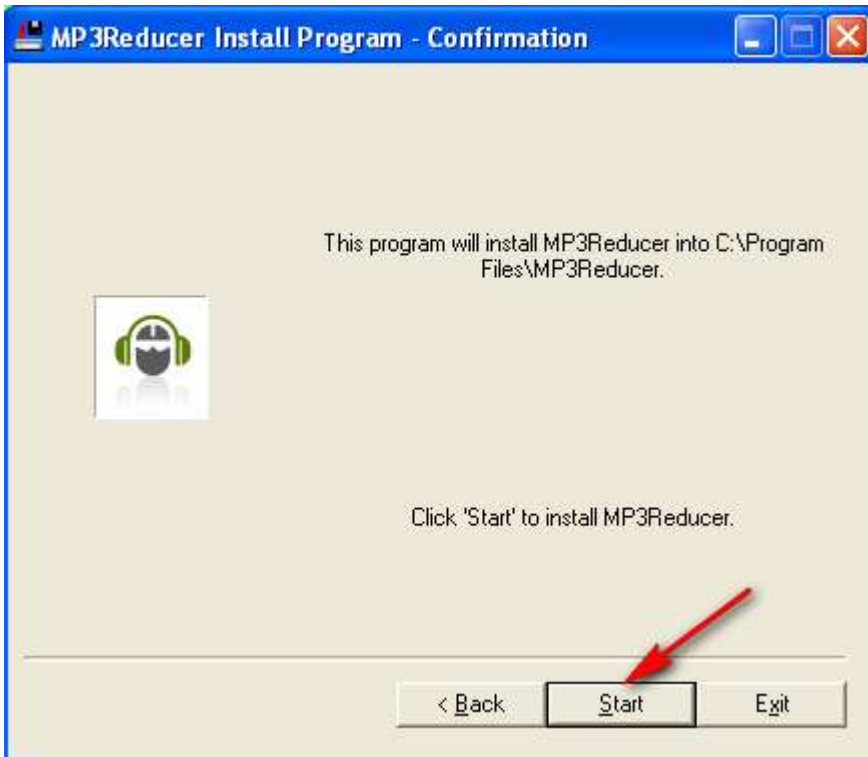 MP3Reducer Install Program - Confirmation
This program will install MP3Reducer into C:\Program
Files\MP3Reducer.
Click 'Start' to install MP3Reducer.
< Back Start Exit